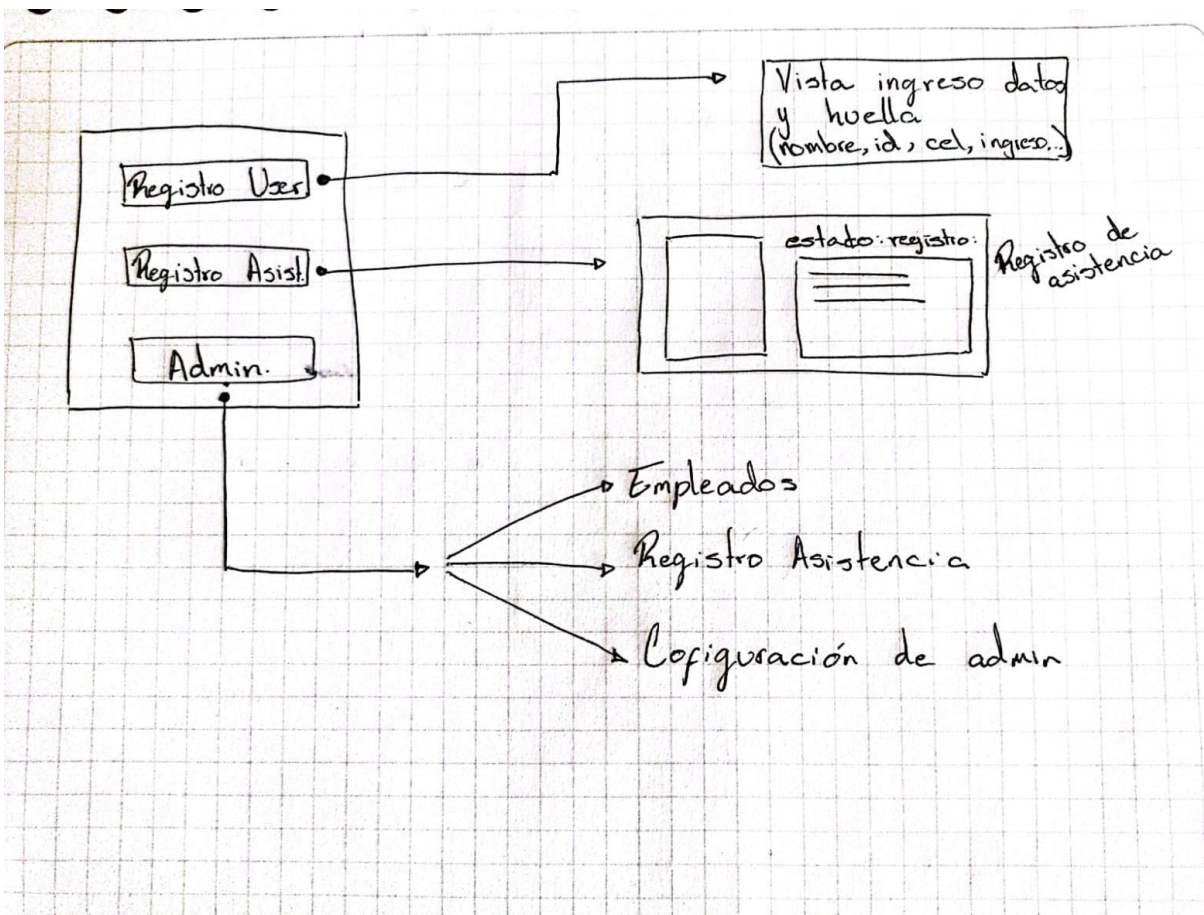 Registro User.
Registro Asist.
Admin.
Vista ingreso datos
y huella
(nombre, id, cel, ingreso..)
estado: registro:
Registro de
asistencia
Empleados
Registro Asistencia
Cofiguración de admin